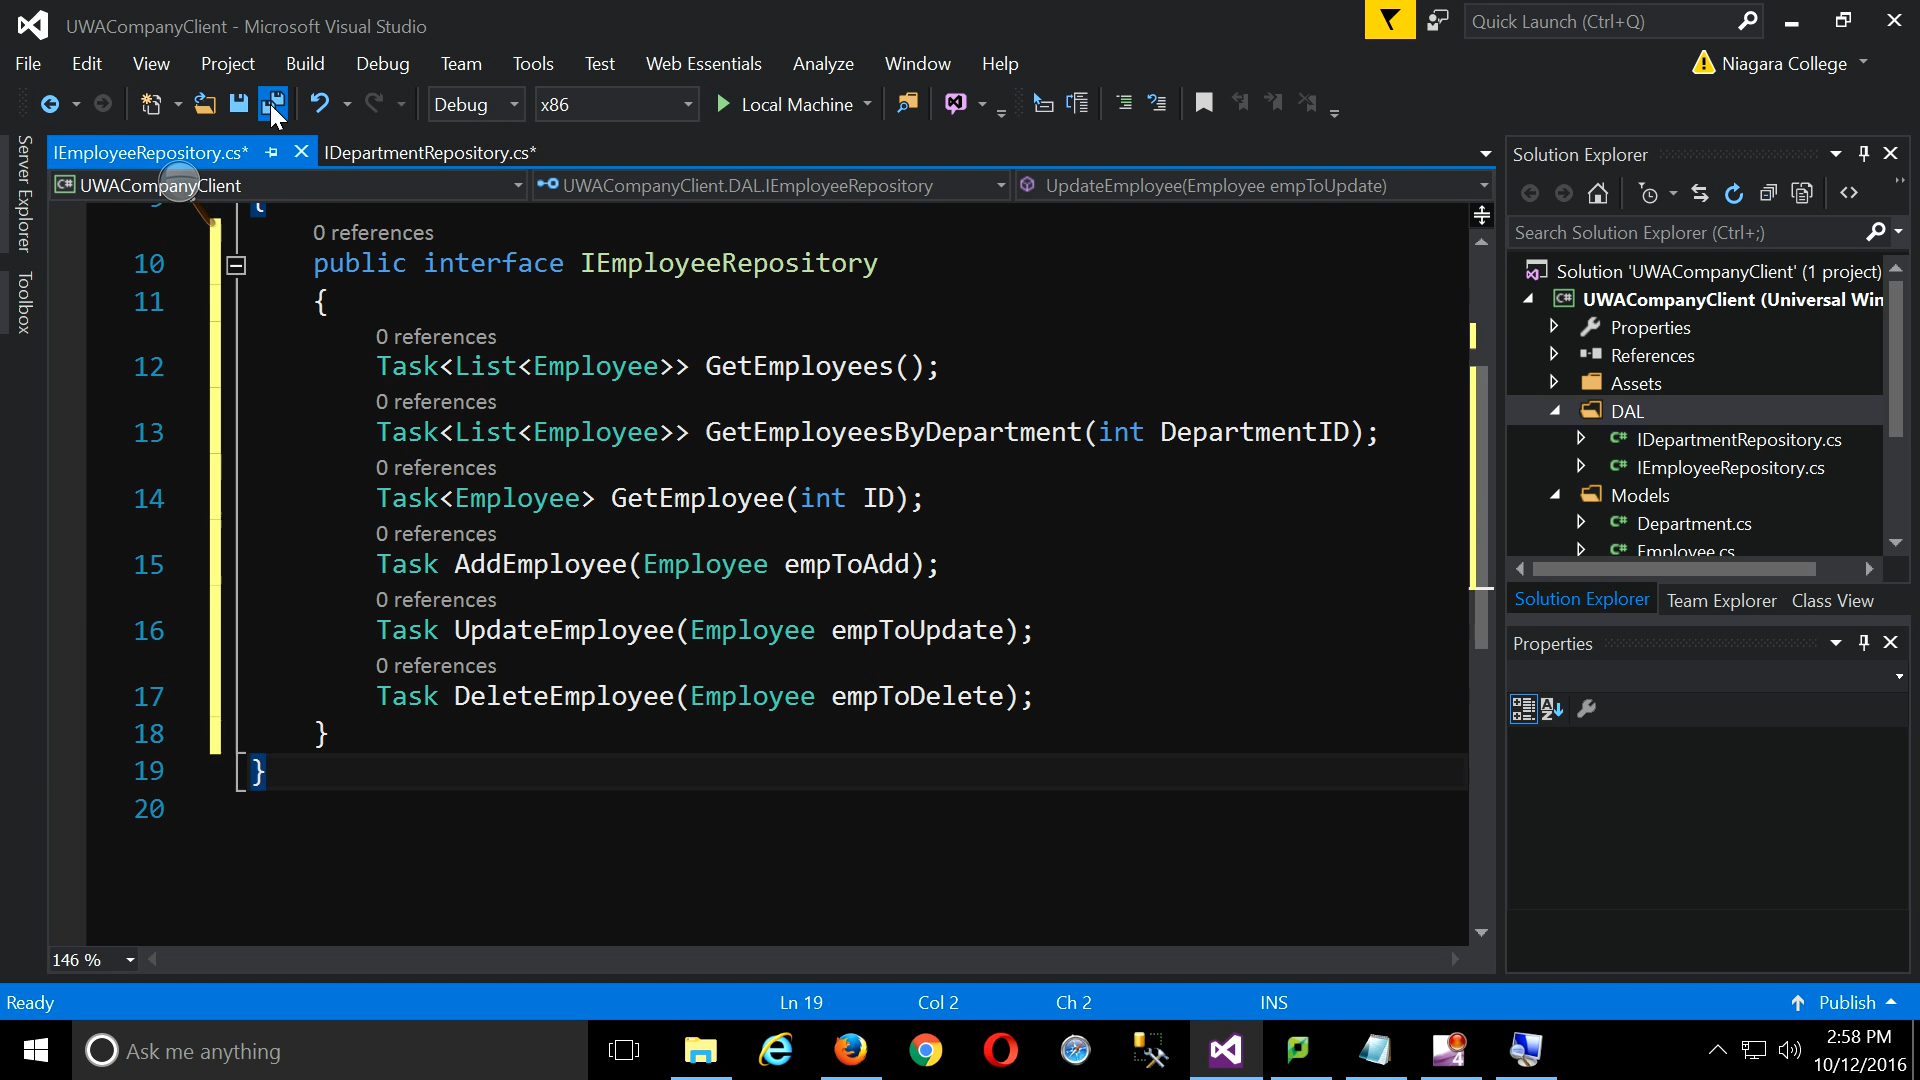 UWACompanyClient - Microsoft Visual Studio
Quick Launch (Ctrl+Q)
File Edit View Project Build Debug Team Tools Test Web Essentials Analyze Window Help
Niagara College
Debug x86 Local Machine
Server Explorer
Toolbox
IEmployeeRepository.cs* IDepartmentRepository.cs*
UWACompanyClient UWACompanyClient.DAL.IEmployeeRepository UpdateEmployee(Employee empToUpdate)
{
0 references
10 public interface IEmployeeRepository
11 {
0 references
12 Task<List<Employee>> GetEmployees();
0 references
13 Task<List<Employee>> GetEmployeesByDepartment(int DepartmentID);
0 references
14 Task<Employee> GetEmployee(int ID);
0 references
15 Task AddEmployee(Employee empToAdd);
0 references
16 Task UpdateEmployee(Employee empToUpdate);
0 references
17 Task DeleteEmployee(Employee empToDelete);
18 }
19 }
20
146 %
Solution Explorer
Search Solution Explorer (Ctrl+;)
Solution 'UWACompanyClient' (1 project)
UWACompanyClient (Universal Win
Properties
References
Assets
DAL
IDepartmentRepository.cs
IEmployeeRepository.cs
Models
Department.cs
Employee.cs
Solution Explorer Team Explorer Class View
Properties
Ready Ln 19 Col 2 Ch 2 INS Publish
Ask me anything
2:58 PM
10/12/2016